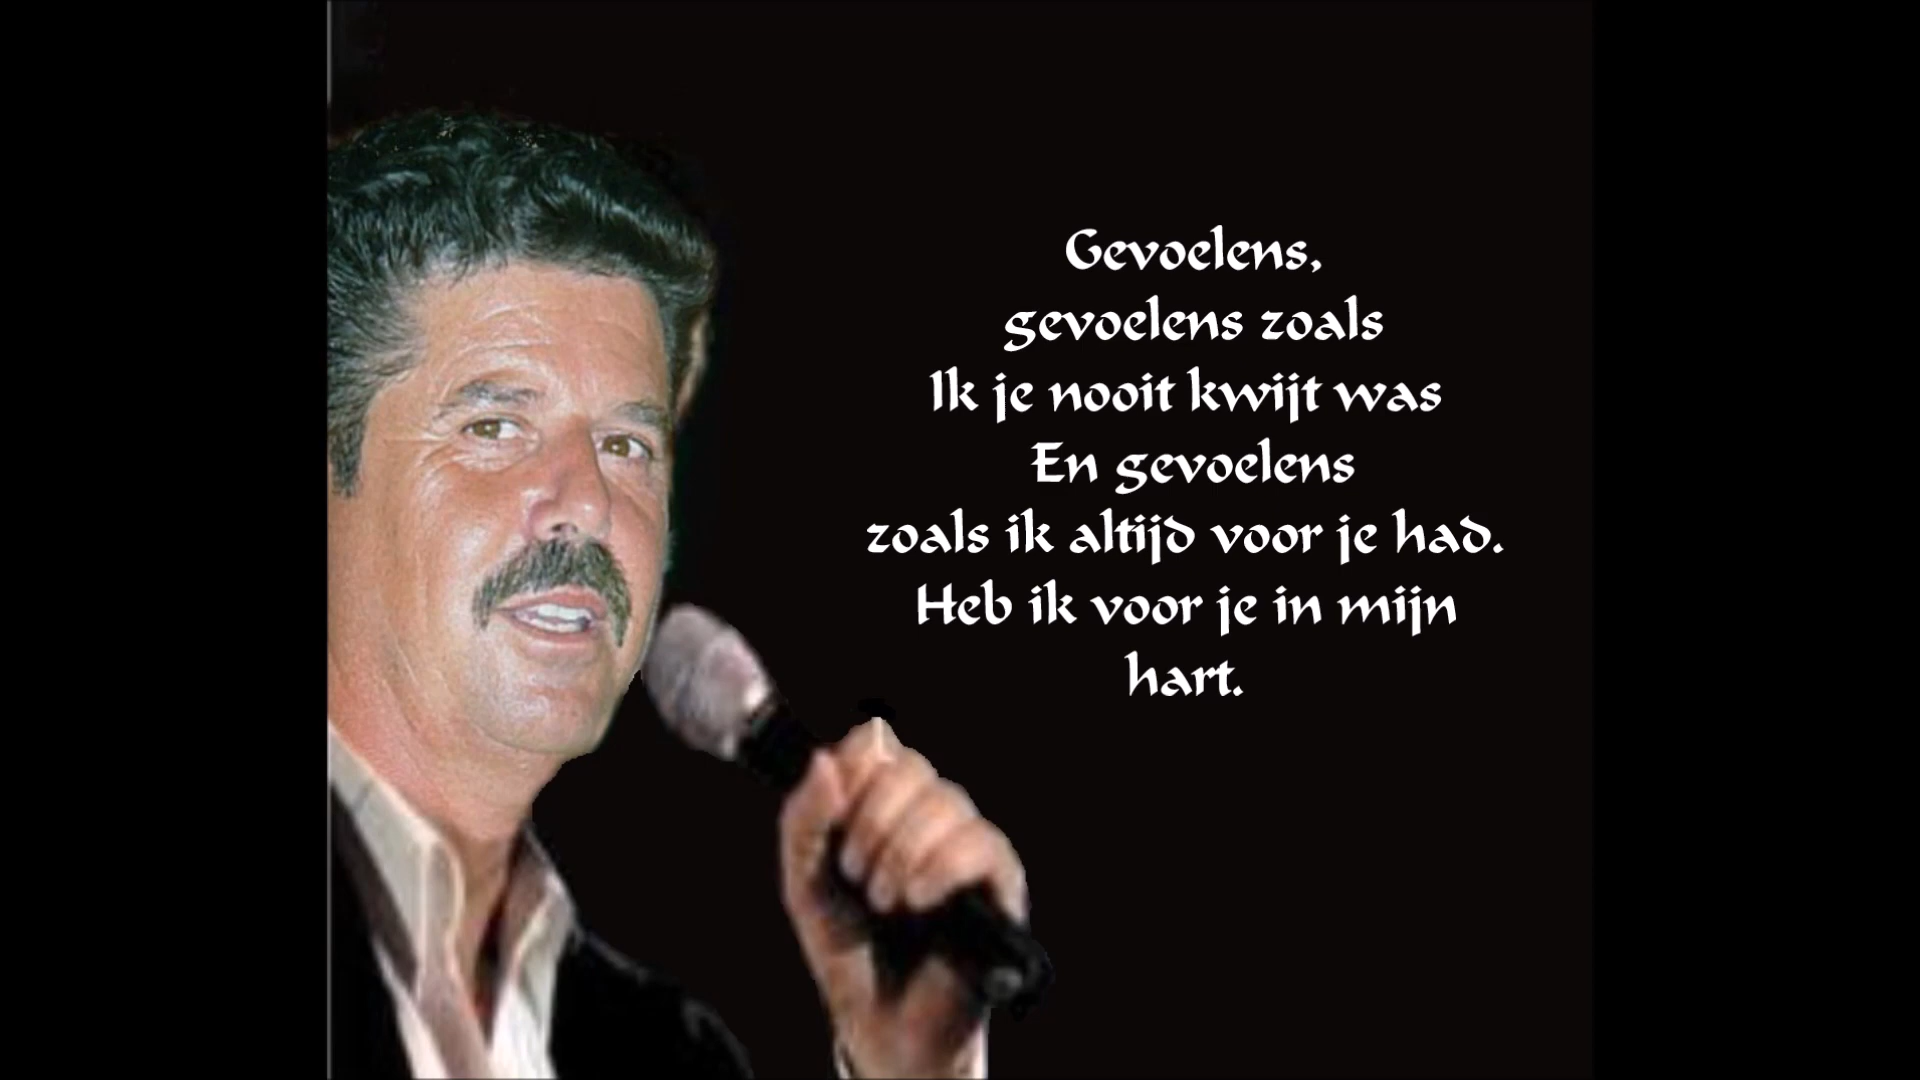 Gevoelens,
gevoelens zoals
Ik je nooit kwijt was
En gevoelens
zoals ik altijd voor je had.
Heb ik voor je in mijn
hart.